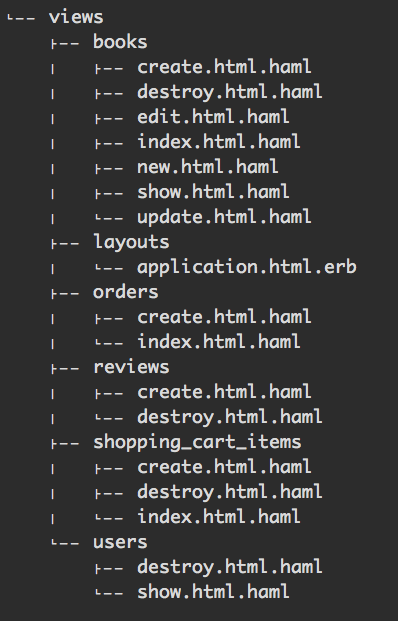 └── views
    ├── books
    │   ├── create.html.haml
    │   ├── destroy.html.haml
    │   ├── edit.html.haml
    │   ├── index.html.haml
    │   ├── new.html.haml
    │   ├── show.html.haml
    │   └── update.html.haml
    ├── layouts
    │   └── application.html.erb
    ├── orders
    │   ├── create.html.haml
    │   └── index.html.haml
    ├── reviews
    │   ├── create.html.haml
    │   └── destroy.html.haml
    ├── shopping_cart_items
    │   ├── create.html.haml
    │   ├── destroy.html.haml
    │   └── index.html.haml
    └── users
        ├── destroy.html.haml
        └── show.html.haml